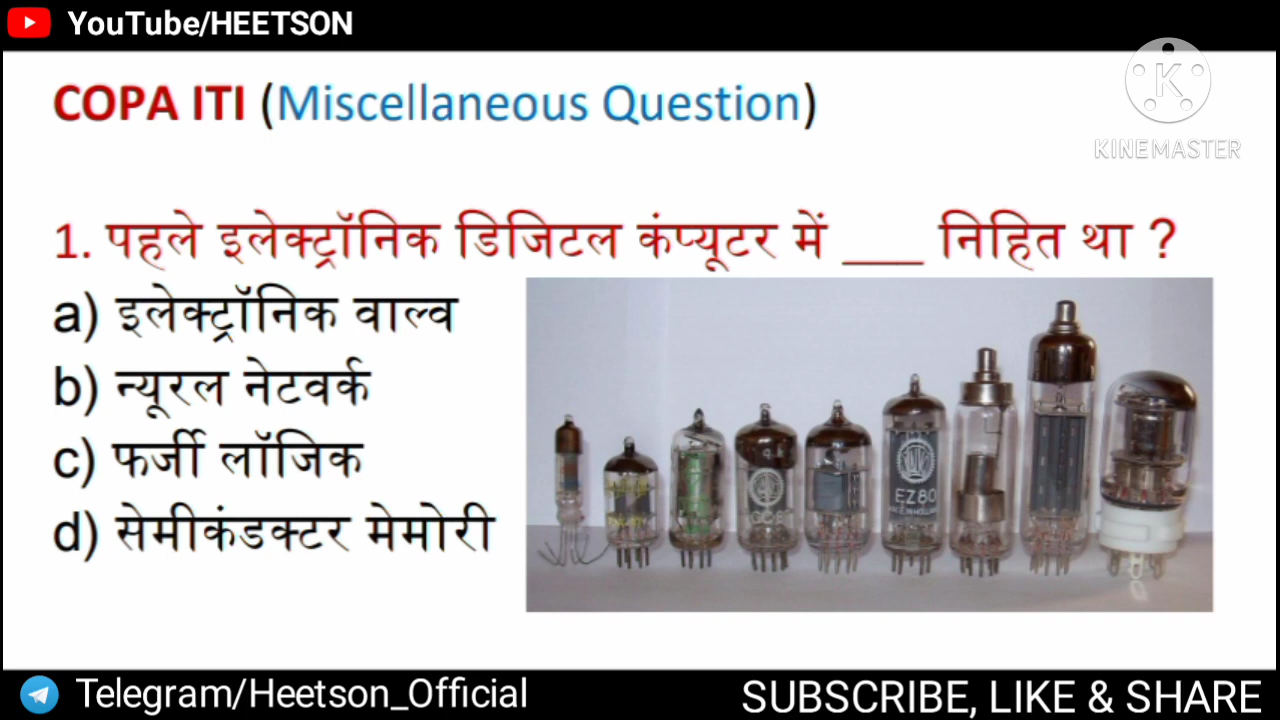 YouTube/HEETSON
COPA ITI (Miscellaneous Question)
KINEMASTER
1. पहले इलेक्ट्रॉनिक डिजिटल कंप्यूटर में ___ निहित था ?
a) इलेक्ट्रॉनिक वाल्व
b) न्यूरल नेटवर्क
c) फर्जी लॉजिक
d) सेमीकंडक्टर मेमोरी
EZ80
Telegram/Heetson_Official
SUBSCRIBE, LIKE & SHARE